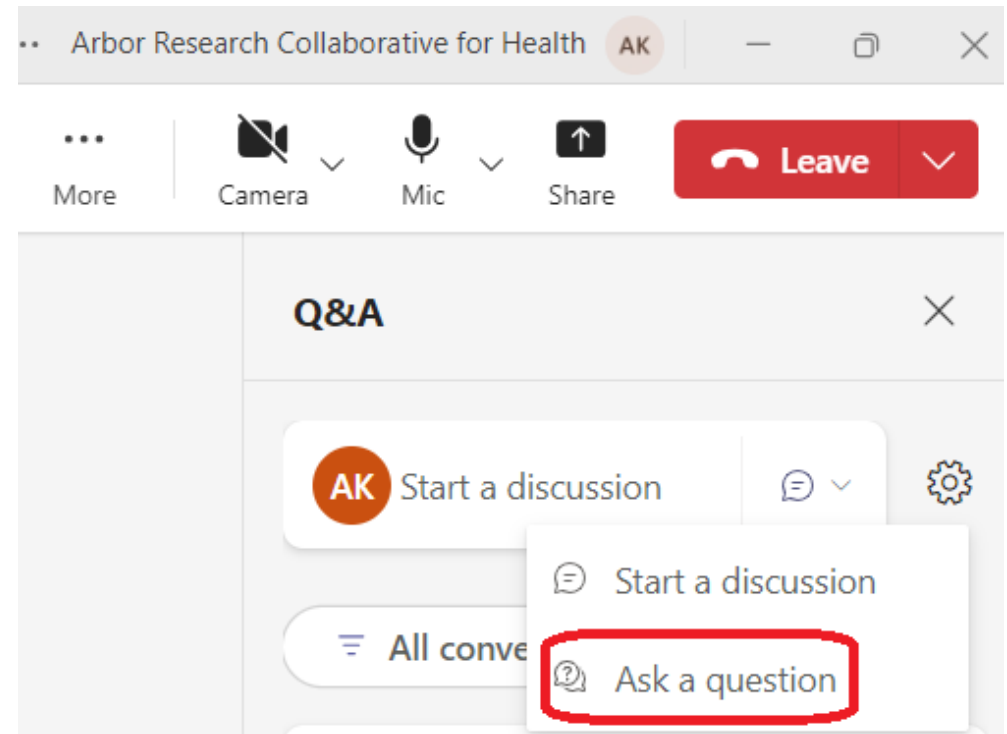 Arbor Research Collaborative for Health AK
More Camera Mic Share Leave
Q&A
AK Start a discussion
Start a discussion
All conve
Ask a question